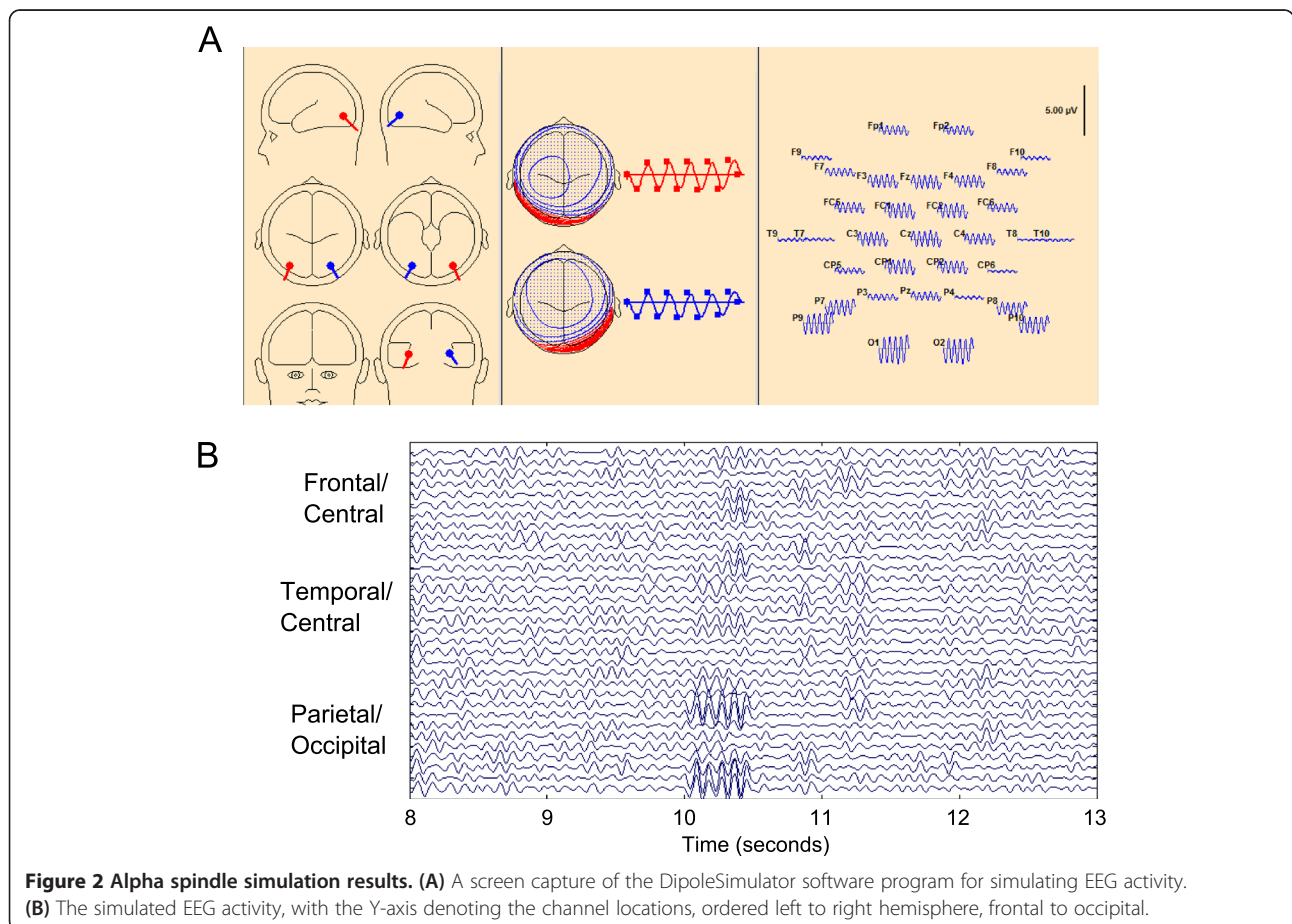 A
5.00 µV
Fp1 Fp2
F9 F10
F7 F8
F3 Fz F4
FC5 FC1 FC2 FC6
T9 T7 C3 Cz C4 T8 T10
CP5 CP1 CP2 CP6
P3 Pz P4
P7 P8
P9 P10
O1 O2
B
Frontal/
Central
Temporal/
Central
Parietal/
Occipital
8 9 10 11 12 13
Time (seconds)
Figure 2 Alpha spindle simulation results. (A) A screen capture of the DipoleSimulator software program for simulating EEG activity.
(B) The simulated EEG activity, with the Y-axis denoting the channel locations, ordered left to right hemisphere, frontal to occipital.